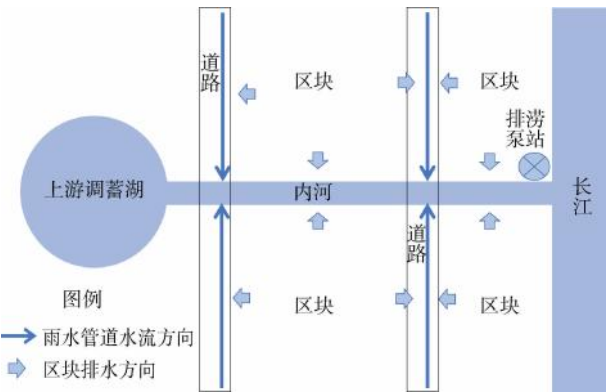 道路
区块
区块
排涝
泵站
上游调蓄湖
内河
长江
道路
图例
区块
区块
雨水管道水流方向
区块排水方向